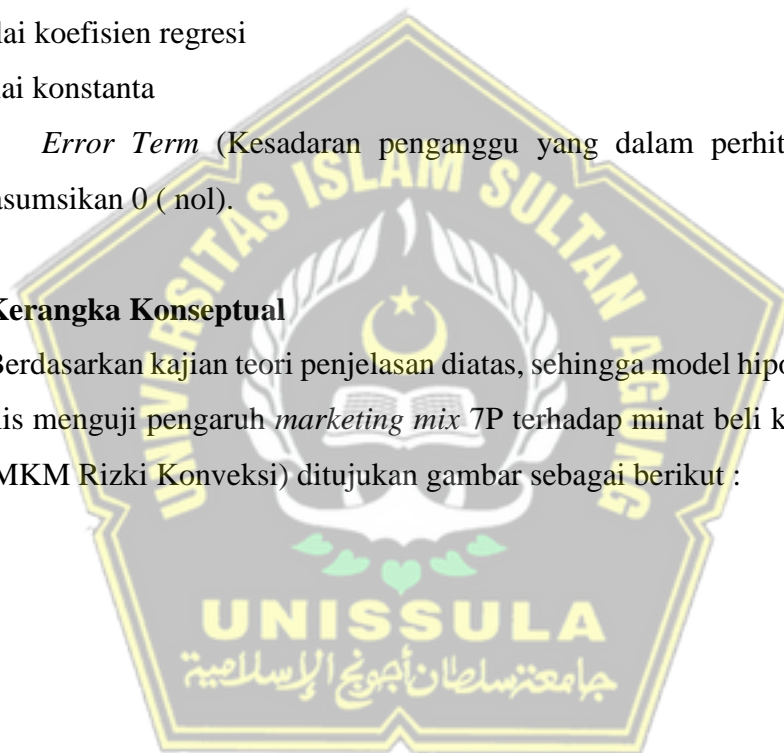 lai koefisien regresi
ai konstanta
Error Term (Kesadaran penganggu yang dalam perhit
asumsikan 0 ( nol).
Kerangka Konseptual
Berdasarkan kajian teori penjelasan diatas, sehingga model hipo
lis menguji pengaruh marketing mix 7P terhadap minat beli k
MKM Rizki Konveksi) ditujukan gambar sebagai berikut :
UNIVERSITAS ISLAM SULTAN AGUNG
UNISSULA
جامعة سلطان أجونج الإسلامية